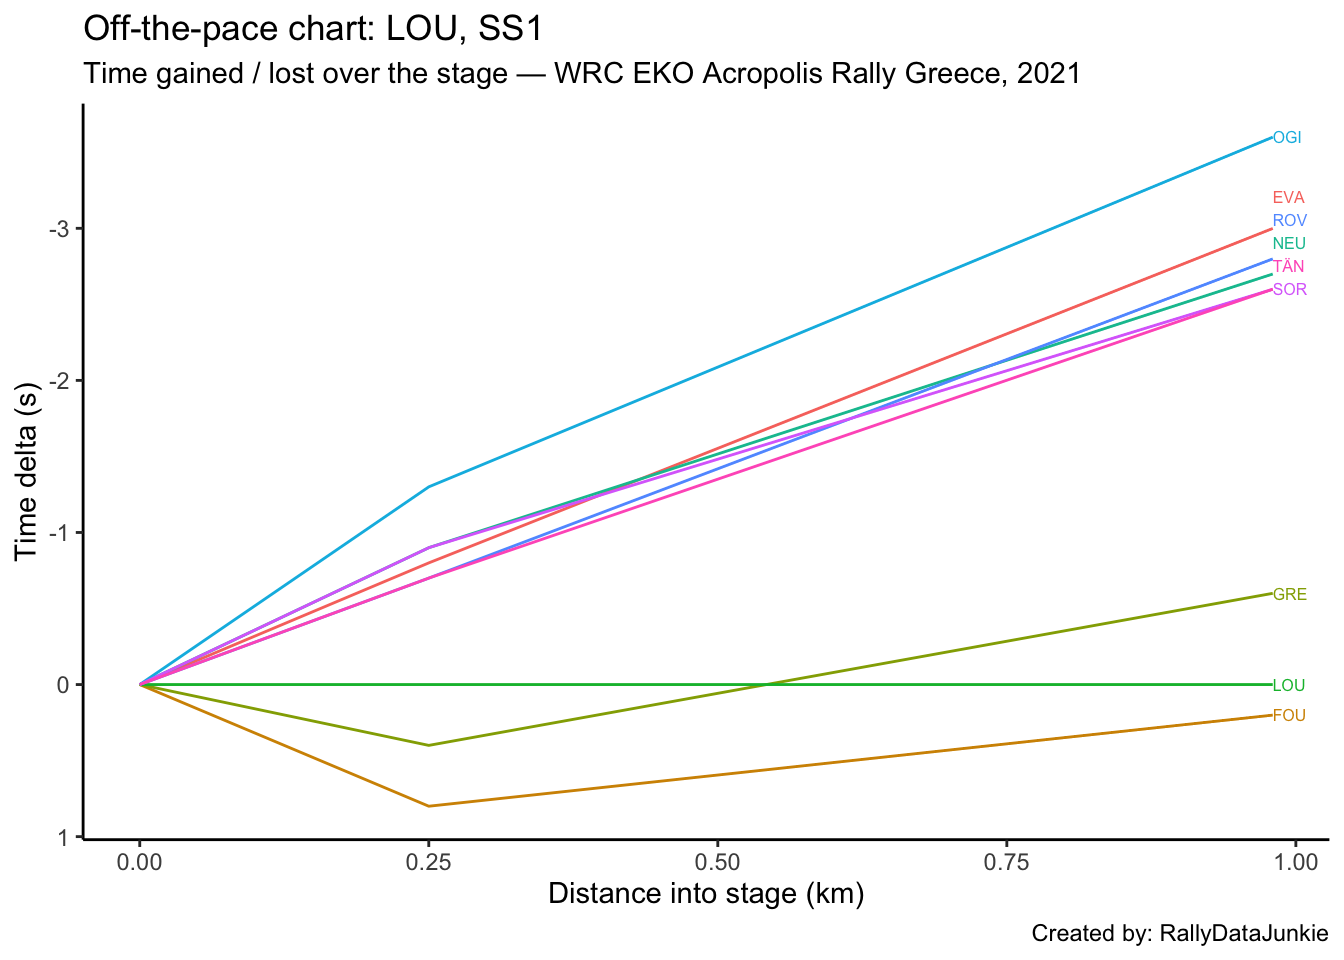 Off-the-pace chart: LOU, SS1
Time gained / lost over the stage — WRC EKO Acropolis Rally Greece, 2021
OGI
EVA
-3
ROV
NEU
TÄN
SOR
-2
Time delta (s)
-1
GRE
0
LOU
FOU
1
0.00 0.25 0.50 0.75 1.00
Distance into stage (km)
Created by: RallyDataJunkie